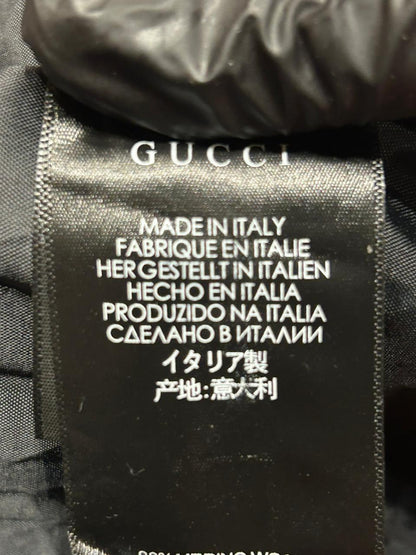 GUCCI
MADE IN ITALY
FABRIQUE EN ITALIE
HERGESTELLT IN ITALIEN
HECHO EN ITALIA
PRODUZIDO NA ITALIA
СДЕЛАНО В ИТАЛИИ
イタリア製
产地:意大利